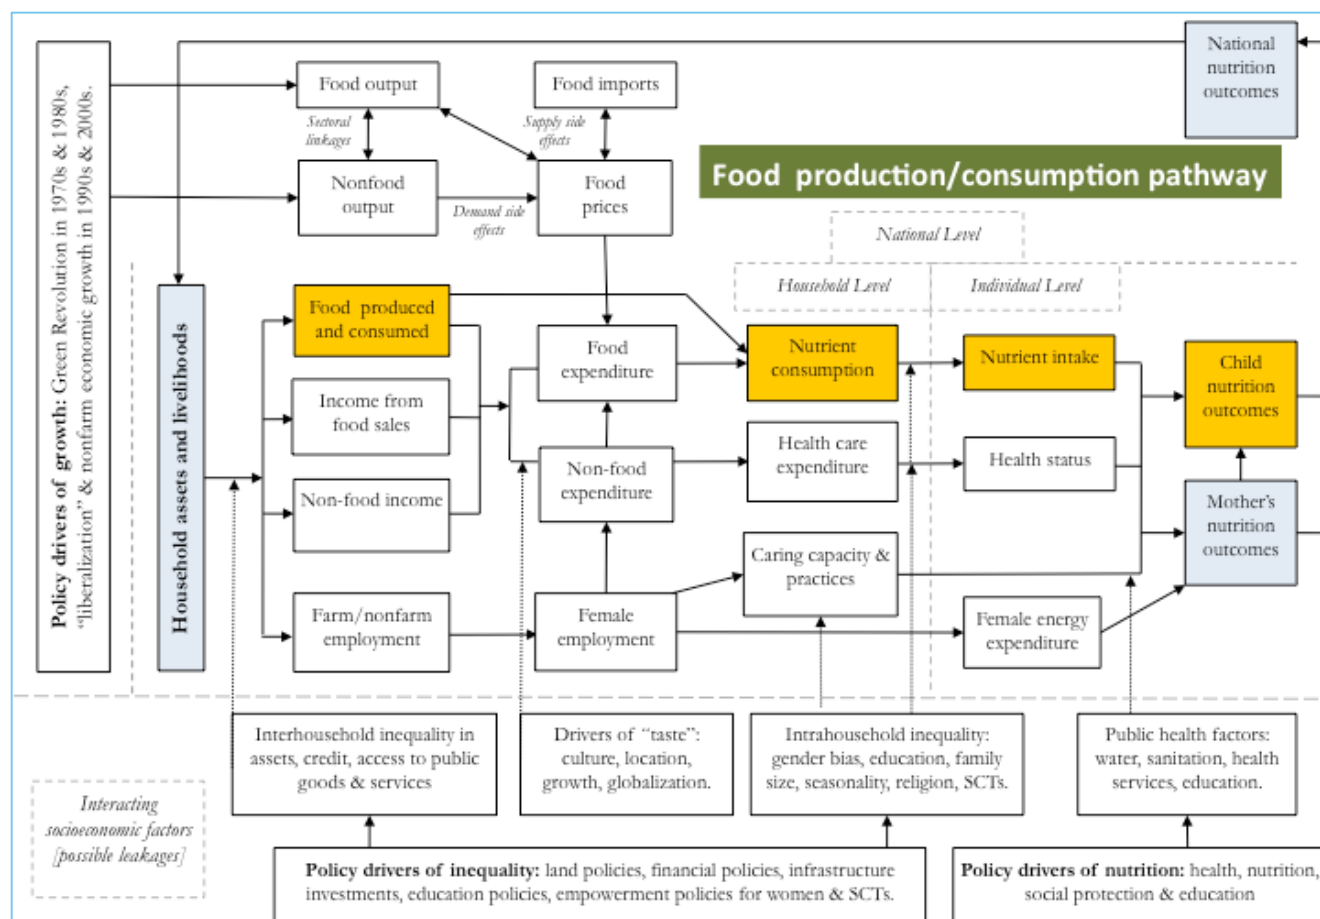 Policy drivers of growth: Green Revolution in 1970s & 1980s,
"liberalization" & nonfarm economic growth in 1990s & 2000s.
Food output
Food imports
National
nutrition
outcomes
Sectoral
linkages
Supply side
effects
Nonfood
output
Demand side
effects
Food
prices
Food production/consumption pathway
National Level
Household Level
Individual Level
Household assets and livelihoods
Food produced
and consumed
Food
expenditure
Nutrient
consumption
Nutrient intake
Child
nutrition
outcomes
Income from
food sales
Non-food
expenditure
Health care
expenditure
Health status
Non-food income
Mother's
nutrition
outcomes
Caring capacity &
practices
Farm/nonfarm
employment
Female
employment
Female energy
expenditure
Interhousehold inequality in
assets, credit, access to public
goods & services
Drivers of "taste":
culture, location,
growth, globalization.
Intrahousehold inequality:
gender bias, education, family
size, seasonality, religion, SCTs.
Public health factors:
water, sanitation, health
services, education.
Interacting
socioeconomic factors
[possible leakages]
Policy drivers of inequality: land policies, financial policies, infrastructure
investments, education policies, empowerment policies for women & SCTs.
Policy drivers of nutrition: health, nutrition,
social protection & education